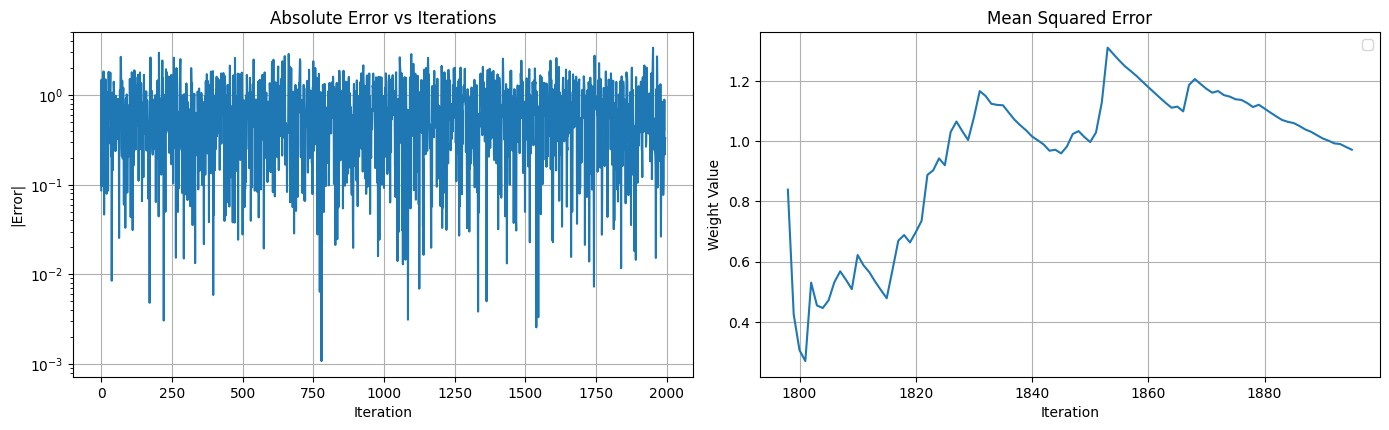 Absolute Error vs Iterations
|Error|
10⁰
10⁻¹
10⁻²
10⁻³
0 250 500 750 1000 1250 1500 1750 2000
Iteration
Mean Squared Error
Weight Value
1.2
1.0
0.8
0.6
0.4
1800 1820 1840 1860 1880
Iteration